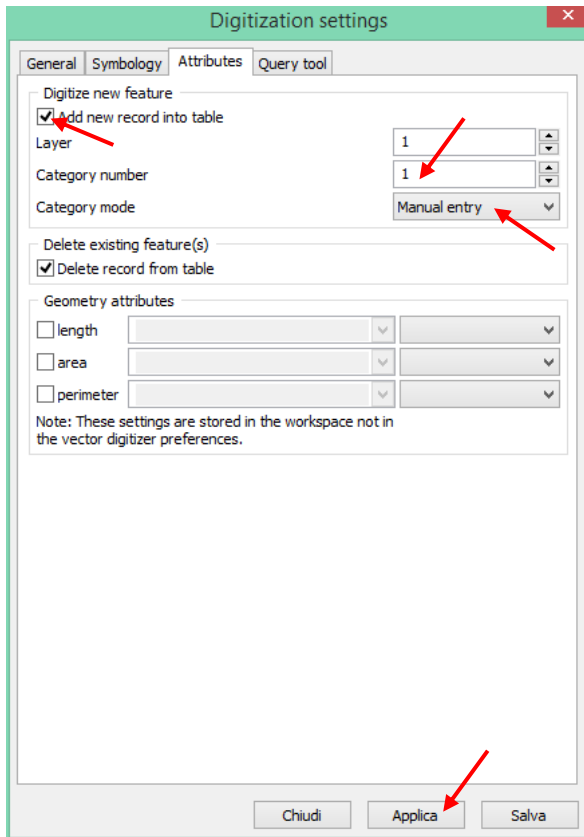 Digitization settings
General Symbology Attributes Query tool
Digitize new feature
Add new record into table
Layer 1
Category number 1
Category mode Manual entry
Delete existing feature(s)
Delete record from table
Geometry attributes
length
area
perimeter
Note: These settings are stored in the workspace not in
the vector digitizer preferences.
Chiudi Applica Salva